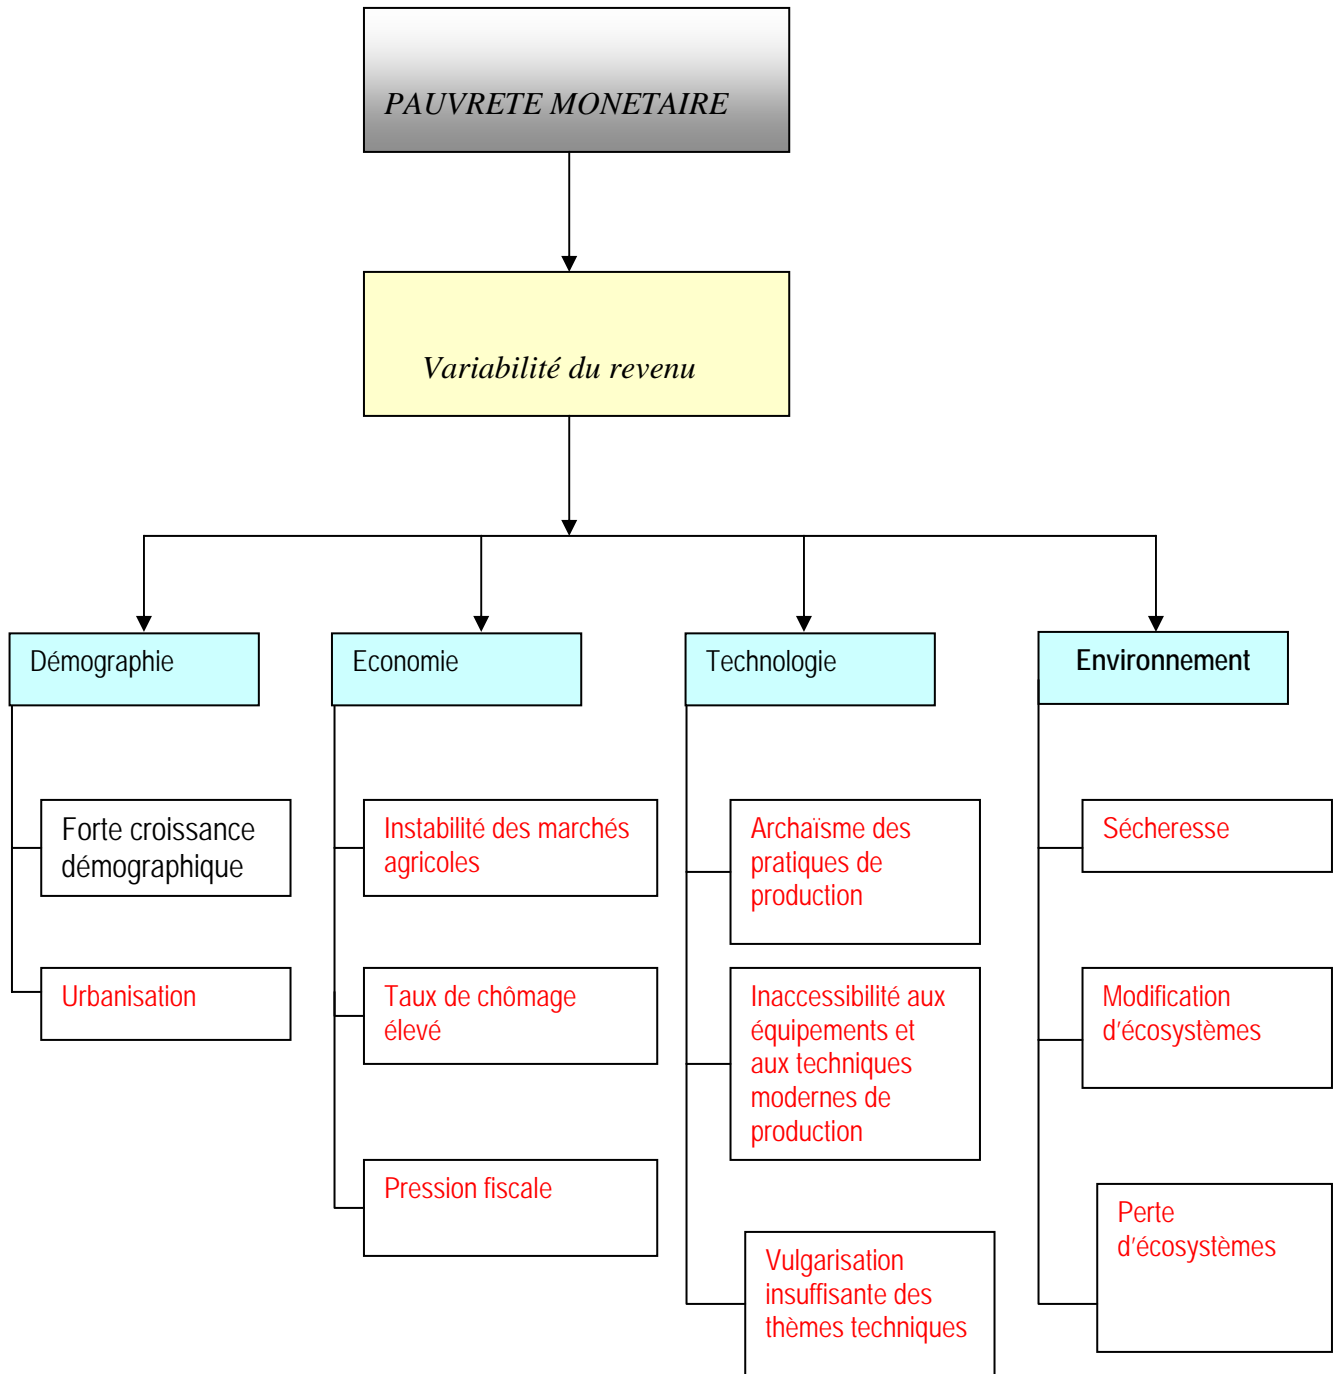 PAUVRETE MONETAIRE
Variabilité du revenu
Démographie
Economie
Technologie
Environnement
Forte croissance
démographique
Urbanisation
Instabilité des marchés
agricoles
Taux de chômage
élevé
Pression fiscale
Archaïsme des
pratiques de
production
Inaccessibilité aux
équipements et
aux techniques
modernes de
production
Vulgarisation
insuffisante des
thèmes techniques
Sécheresse
Modification
d’écosystèmes
Perte
d’écosystèmes